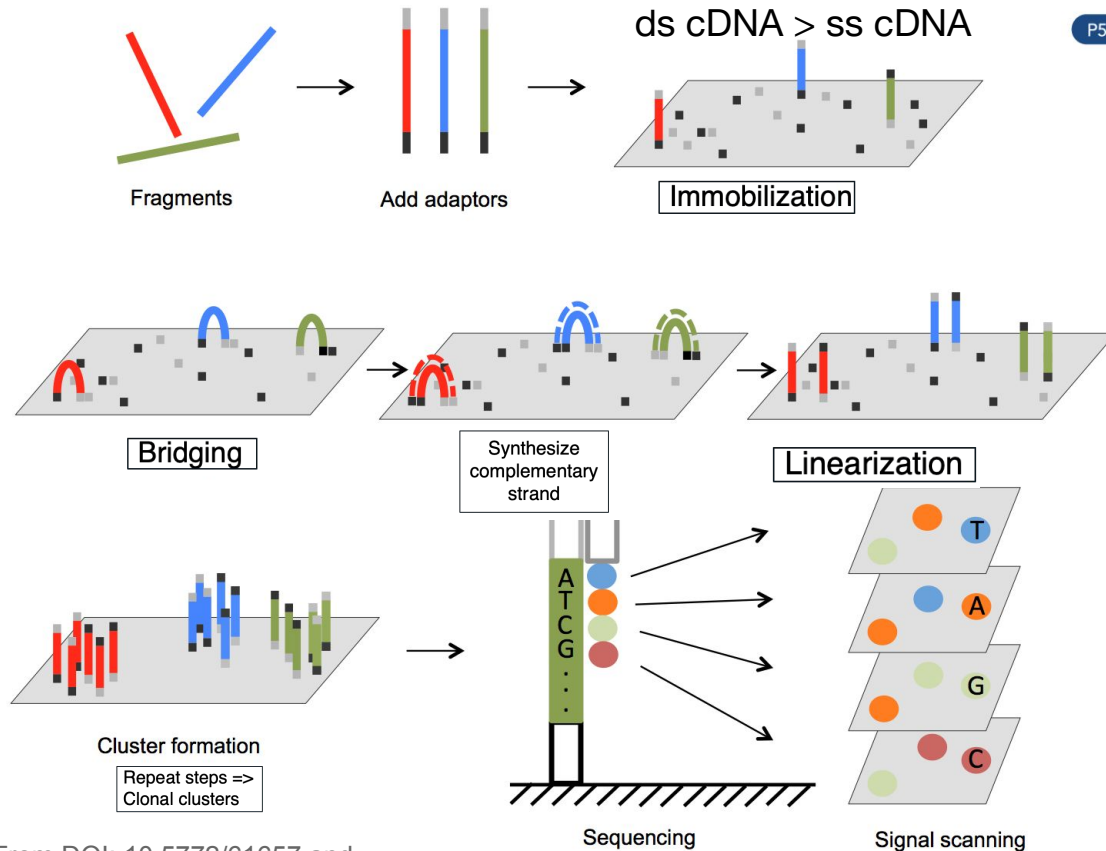 ds cDNA > ss cDNA
P5
Fragments
Add adaptors
Immobilization
Bridging
Synthesize
complementary
strand
Linearization
A
T
C
G
.
.
.
T
A
G
C
Cluster formation
Repeat steps =>
Clonal clusters
Sequencing
Signal scanning